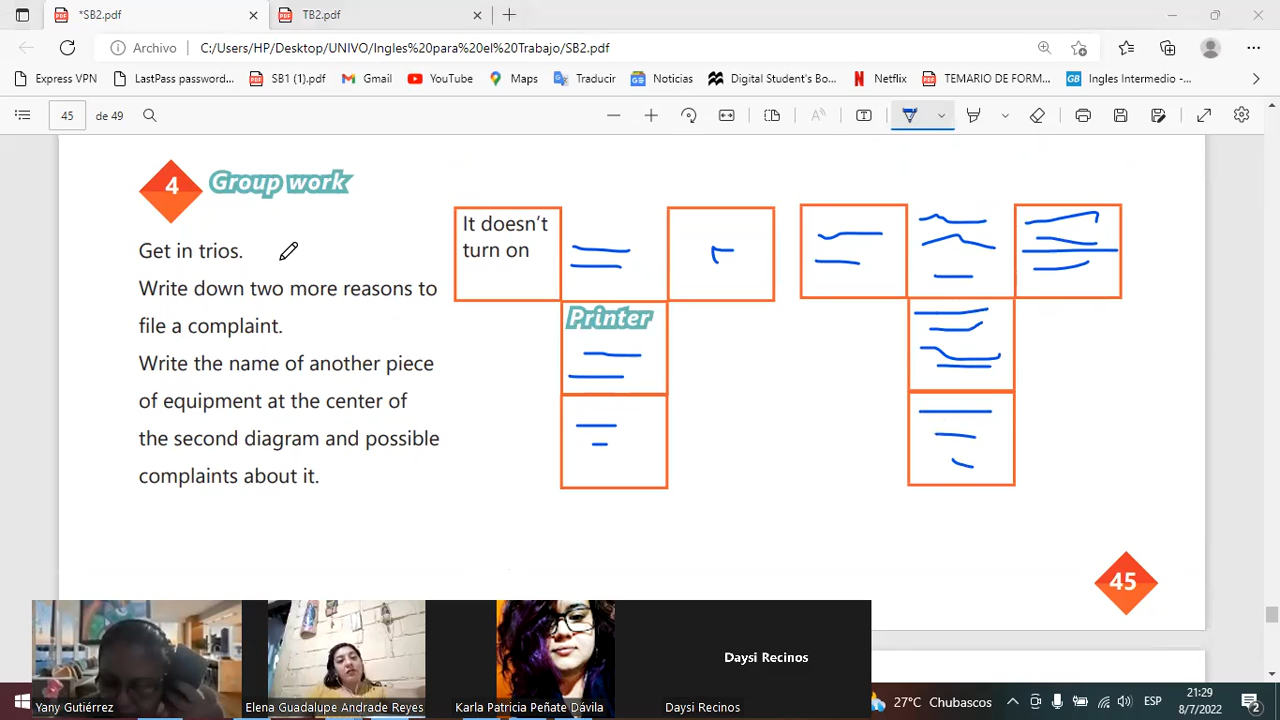 *SB2.pdf
TB2.pdf
Archivo
C:/Users/HP/Desktop/UNIVO/Ingles%20para%20el%20Trabajo/SB2.pdf
Express VPN
LastPass password...
SB1 (1).pdf
Gmail
YouTube
Maps
Traducir
Noticias
Digital Student's Bo...
Netflix
TEMARIO DE FORM...
Ingles Intermedio -...
45
de 49
4
Group work
Get in trios.
Write down two more reasons to
file a complaint.
Write the name of another piece
of equipment at the center of
the second diagram and possible
complaints about it.
It doesn't
turn on
Printer
45
Yany Gutiérrez
Elena Guadalupe Andrade Reyes
Karla Patricia Peñate Dávila
Daysi Recinos
Daysi Recinos
27°C Chubascos
ESP
21:29
8/7/2022
2